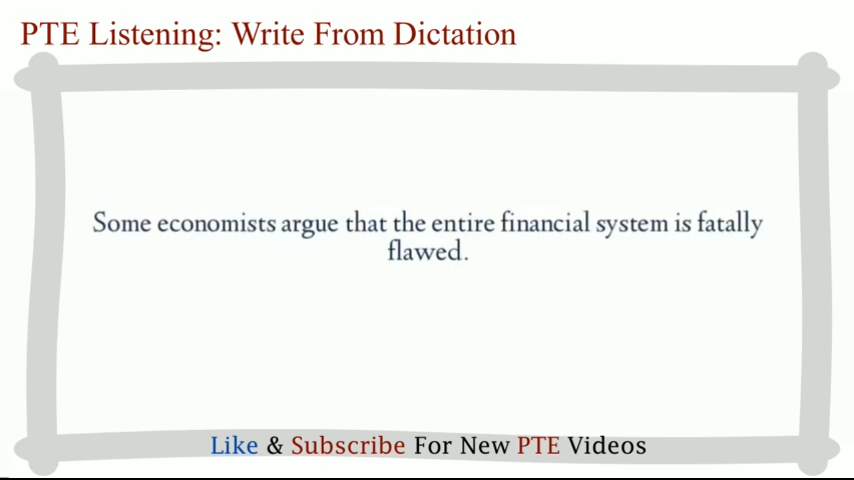 PTE Listening: Write From Dictation
Some economists argue that the entire financial system is fatally
flawed.
Like & Subscribe For New PTE Videos